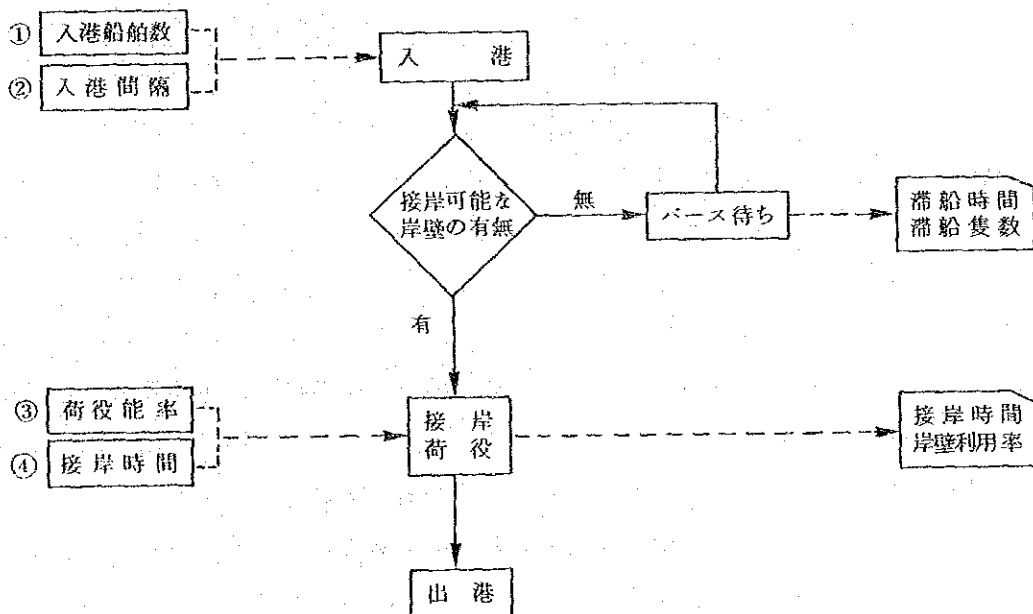 ① 入港船舶数
② 入港間隔
入港
接岸可能な
岸壁の有無
無
バース待ち
滞船時間
滞船隻数
有
③ 荷役能率
④ 接岸時間
接岸
荷役
接岸時間
岸壁利用率
出港